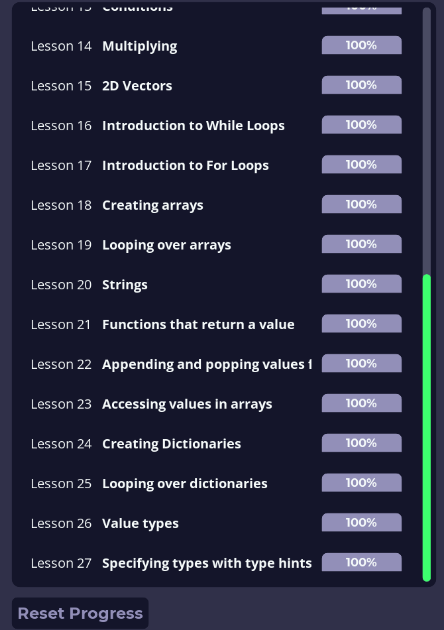 Lesson 13 Conditions 100%
Lesson 14 Multiplying 100%
Lesson 15 2D Vectors 100%
Lesson 16 Introduction to While Loops 100%
Lesson 17 Introduction to For Loops 100%
Lesson 18 Creating arrays 100%
Lesson 19 Looping over arrays 100%
Lesson 20 Strings 100%
Lesson 21 Functions that return a value 100%
Lesson 22 Appending and popping values f 100%
Lesson 23 Accessing values in arrays 100%
Lesson 24 Creating Dictionaries 100%
Lesson 25 Looping over dictionaries 100%
Lesson 26 Value types 100%
Lesson 27 Specifying types with type hints 100%
Reset Progress